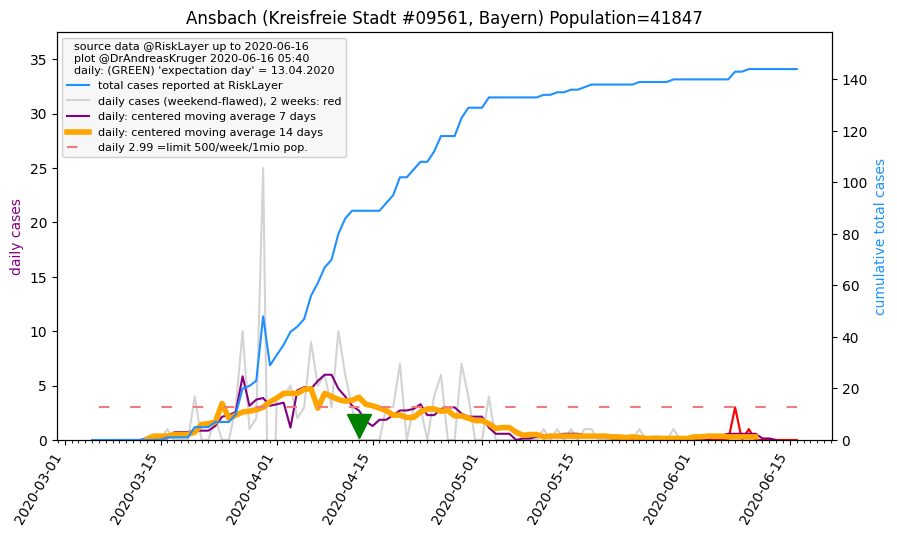 Ansbach (Kreisfreie Stadt #09561, Bayern) Population=41847
source data @RiskLayer up to 2020-06-16
plot @DrAndreasKruger 2020-06-16 05:40
daily: (GREEN) 'expectation day' = 13.04.2020
total cases reported at RiskLayer
daily cases (weekend-flawed), 2 weeks: red
daily: centered moving average 7 days
daily: centered moving average 14 days
daily 2.99 =limit 500/week/1mio pop.
daily cases
35
30
25
20
15
10
5
0
cumulative total cases
140
120
100
80
60
40
20
0
2020-03-01
2020-03-15
2020-04-01
2020-04-15
2020-05-01
2020-05-15
2020-06-01
2020-06-15